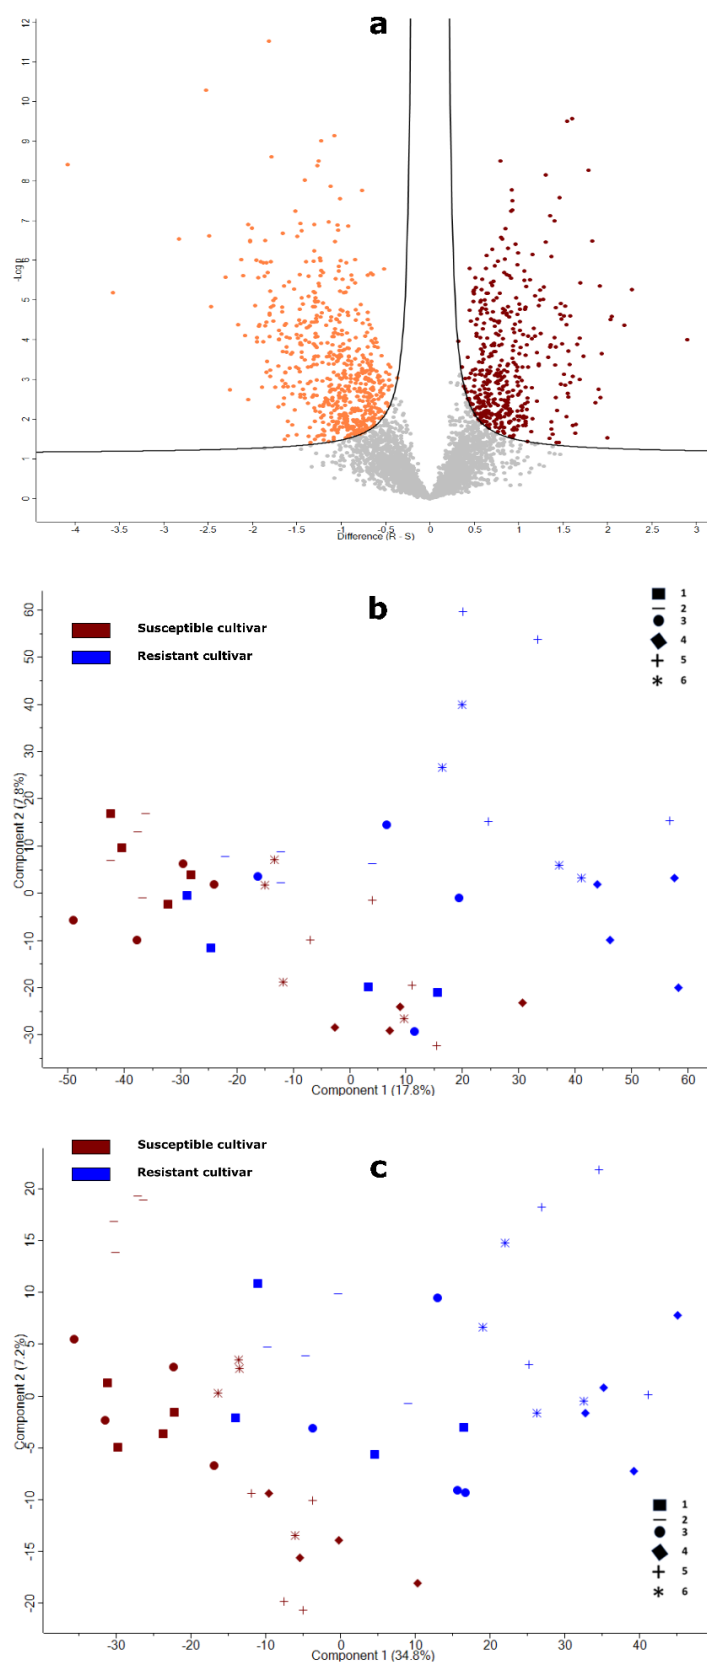 a
12
11
10
9
8
7
6
-Log p
5
4
3
2
1
0
-4 -3.5 -3 -2.5 -2 -1.5 -1 -0.5 0 0.5 1 1.5 2 2.5 3
Difference (R - S)
b
Susceptible cultivar
Resistant cultivar
1
2
3
4
5
6
Component 2 (7.8%)
60
50
40
30
20
10
0
-10
-20
-30
-50 -40 -30 -20 -10 0 10 20 30 40 50 60
Component 1 (17.8%)
c
Susceptible cultivar
Resistant cultivar
Component 2 (7.2%)
20
15
10
5
0
-5
-10
-15
-20
1
2
3
4
5
6
-30 -20 -10 0 10 20 30 40
Component 1 (34.8%)